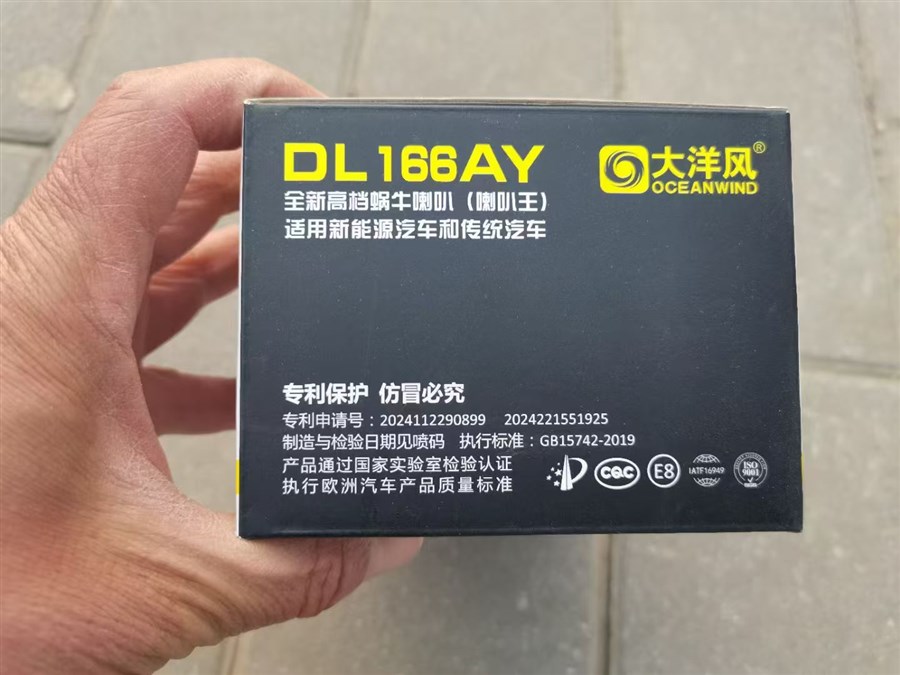 DL166AY
大洋风®
OCEANWIND
全新高档蜗牛喇叭（喇叭王）
适用新能源汽车和传统汽车
专利保护 仿冒必究
专利申请号：2024112290899 2024221551925
制造与检验日期见喷码 执行标准：GB15742-2019
产品通过国家实验室检验认证
执行欧洲汽车产品质量标准
CQC
E8
IATF16949
ISO
9001